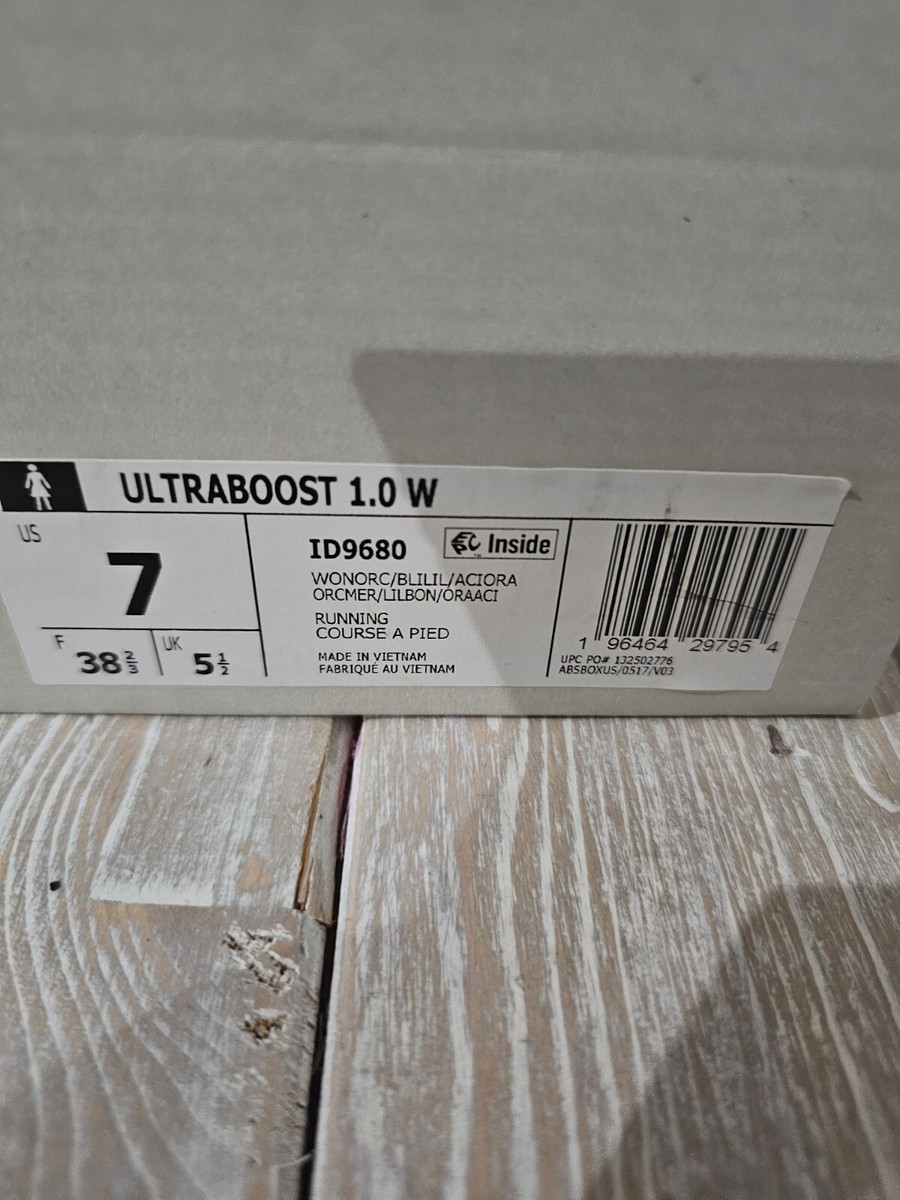 ULTRABOOST 1.0 W
US
7
F
38 2/3
UK
5 1/2
ID9680
Inside
WONORC/BLILIL/ACIORA
ORCMER/LILBON/ORAACI
RUNNING
COURSE A PIED
MADE IN VIETNAM
FABRIQUÉ AU VIETNAM
1 96464 29795 4
UPC PO# 132502776
ABSBOXUS/0517/V03